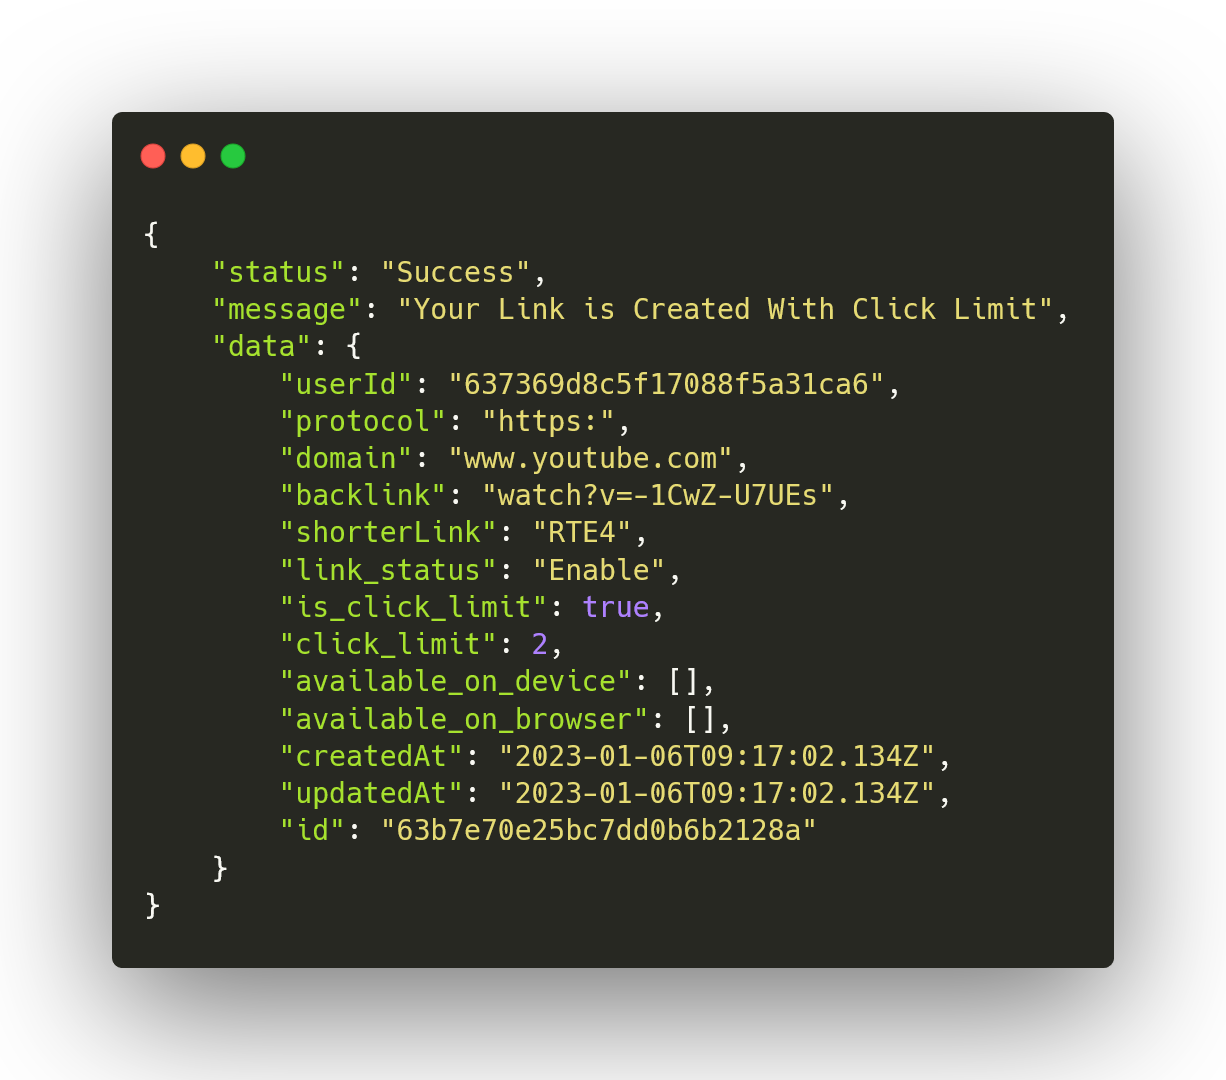 {
    "status": "Success",
    "message": "Your Link is Created With Click Limit",
    "data": {
        "userId": "637369d8c5f17088f5a31ca6",
        "protocol": "https:",
        "domain": "www.youtube.com",
        "backlink": "watch?v=-1CwZ-U7UEs",
        "shorterLink": "RTE4",
        "link_status": "Enable",
        "is_click_limit": true,
        "click_limit": 2,
        "available_on_device": [],
        "available_on_browser": [],
        "createdAt": "2023-01-06T09:17:02.134Z",
        "updatedAt": "2023-01-06T09:17:02.134Z",
        "id": "63b7e70e25bc7dd0b6b2128a"
    }
}